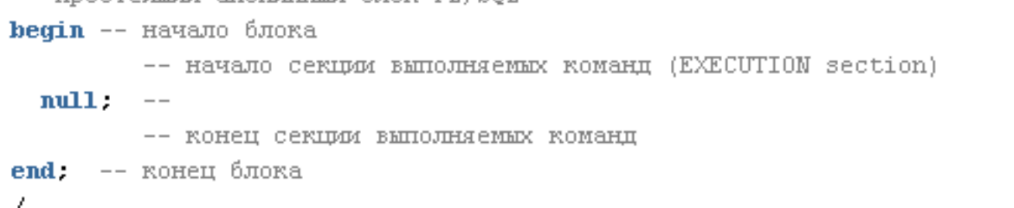 begin -- начало блока
-- начало секции выполняемых команд (EXECUTION section)
null; --
-- конец секции выполняемых команд
end; -- конец блока
/